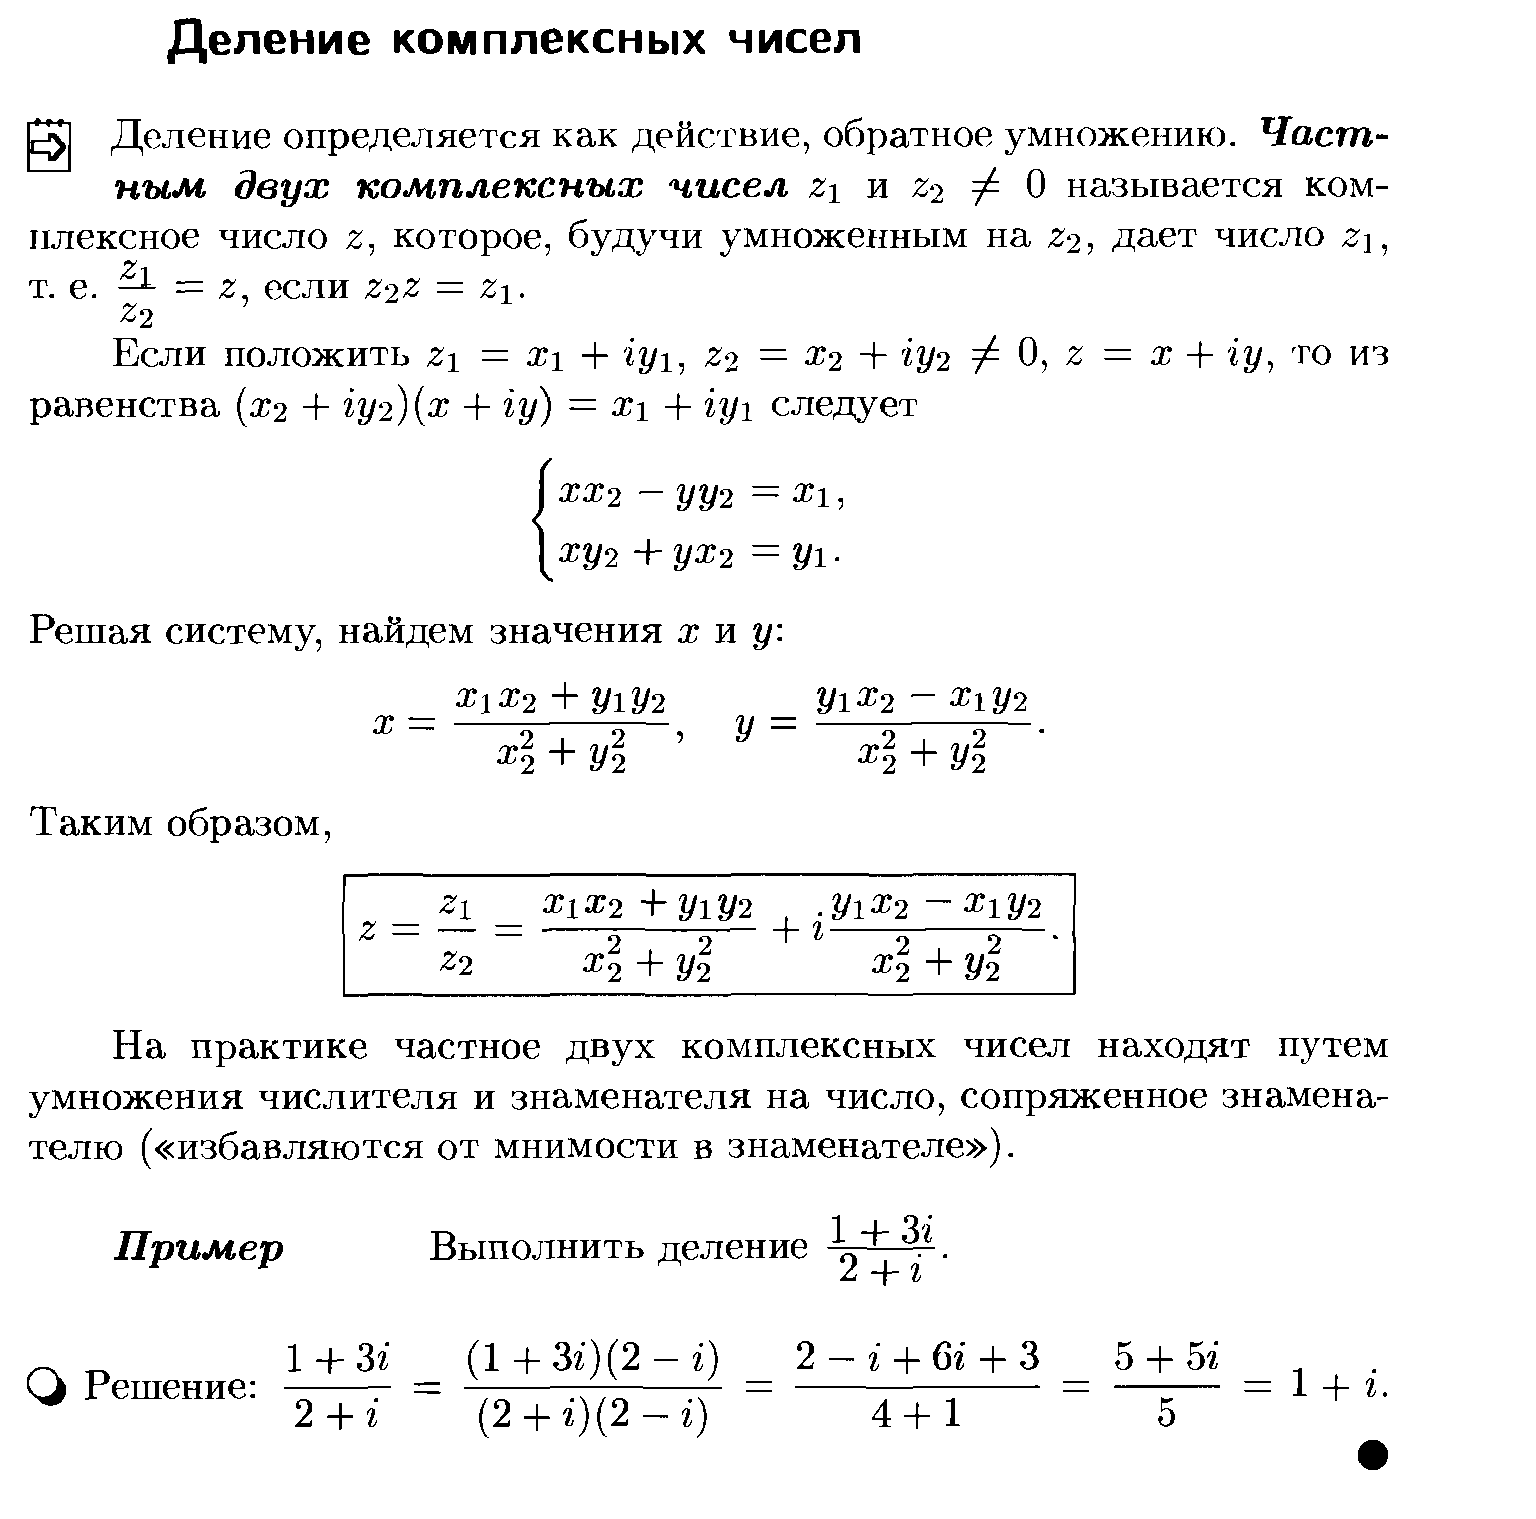 Деление комплексных чисел
Деление определяется как действие, обратное умножению. Част-
ным двух комплексных чисел z₁ и z₂ ≠ 0 называется ком-
плексное число z, которое, будучи умноженным на z₂, дает число z₁,
т. е. z₁/z₂ = z, если z₂z = z₁.
Если положить z₁ = x₁ + iy₁, z₂ = x₂ + iy₂ ≠ 0, z = x + iy, то из
равенства (x₂ + iy₂)(x + iy) = x₁ + iy₁ следует
xx₂ − yy₂ = x₁,
xy₂ + yx₂ = y₁.
Решая систему, найдем значения x и y:
x = (x₁x₂ + y₁y₂)/(x₂² + y₂²), y = (y₁x₂ − x₁y₂)/(x₂² + y₂²).
Таким образом,
z = z₁/z₂ = (x₁x₂ + y₁y₂)/(x₂² + y₂²) + i(y₁x₂ − x₁y₂)/(x₂² + y₂²).
На практике частное двух комплексных чисел находят путем
умножения числителя и знаменателя на число, сопряженное знамена-
телю («избавляются от мнимости в знаменателе»).
Пример Выполнить деление (1 + 3i)/(2 + i).
Решение: (1 + 3i)/(2 + i) = ((1 + 3i)(2 − i))/((2 + i)(2 − i)) = (2 − i + 6i + 3)/(4 + 1) = (5 + 5i)/5 = 1 + i.